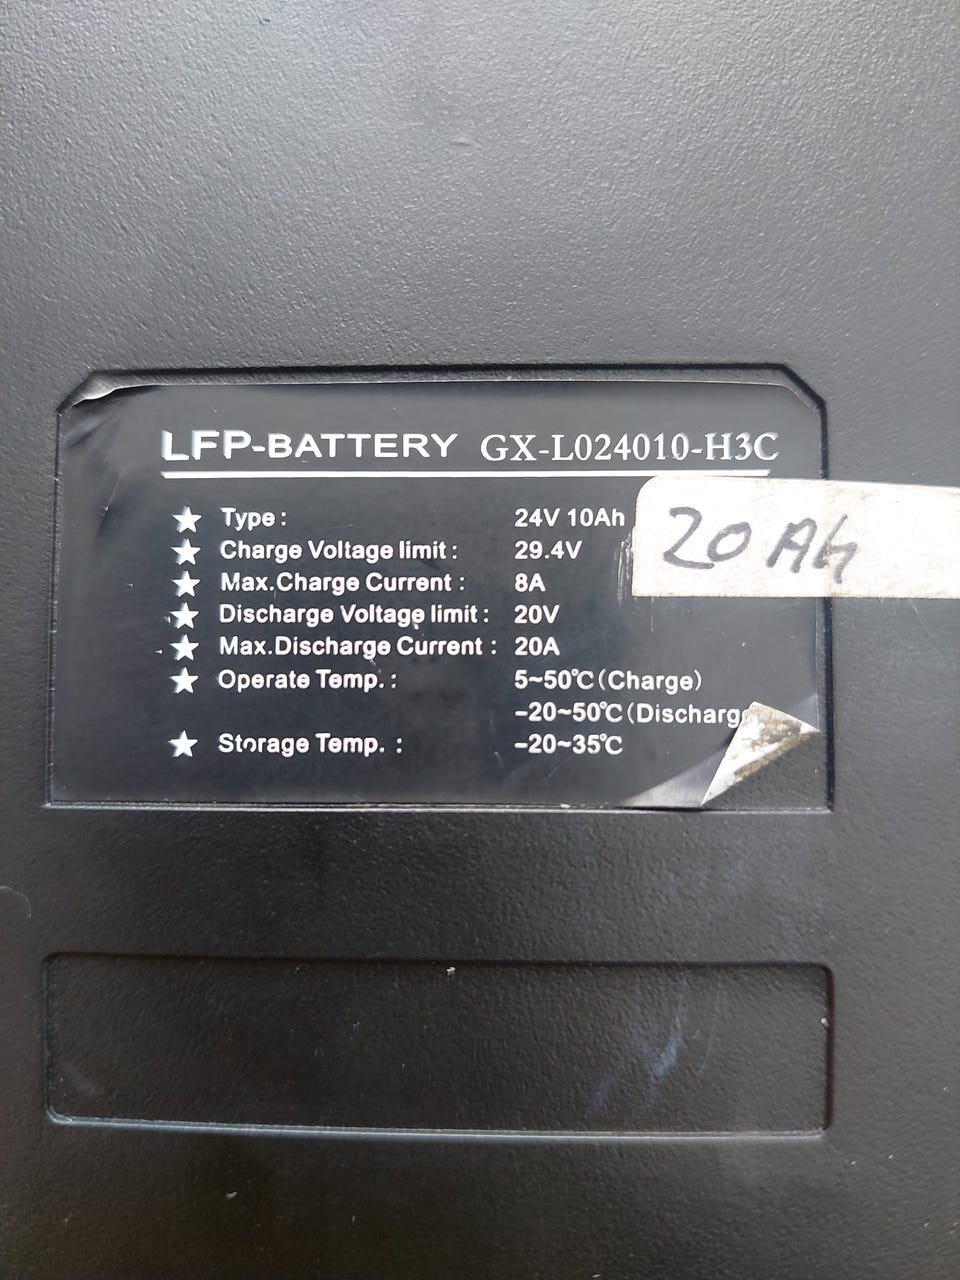 LFP-BATTERY GX-L024010-H3C
★ Type : 24V 10Ah
20 Ah
★ Charge Voltage limit : 29.4V
★ Max.Charge Current : 8A
★ Discharge Voltage limit : 20V
★ Max.Discharge Current : 20A
★ Operate Temp. : 5~50℃(Charge)
-20~50℃(Discharge
★ Storage Temp. : -20~35℃